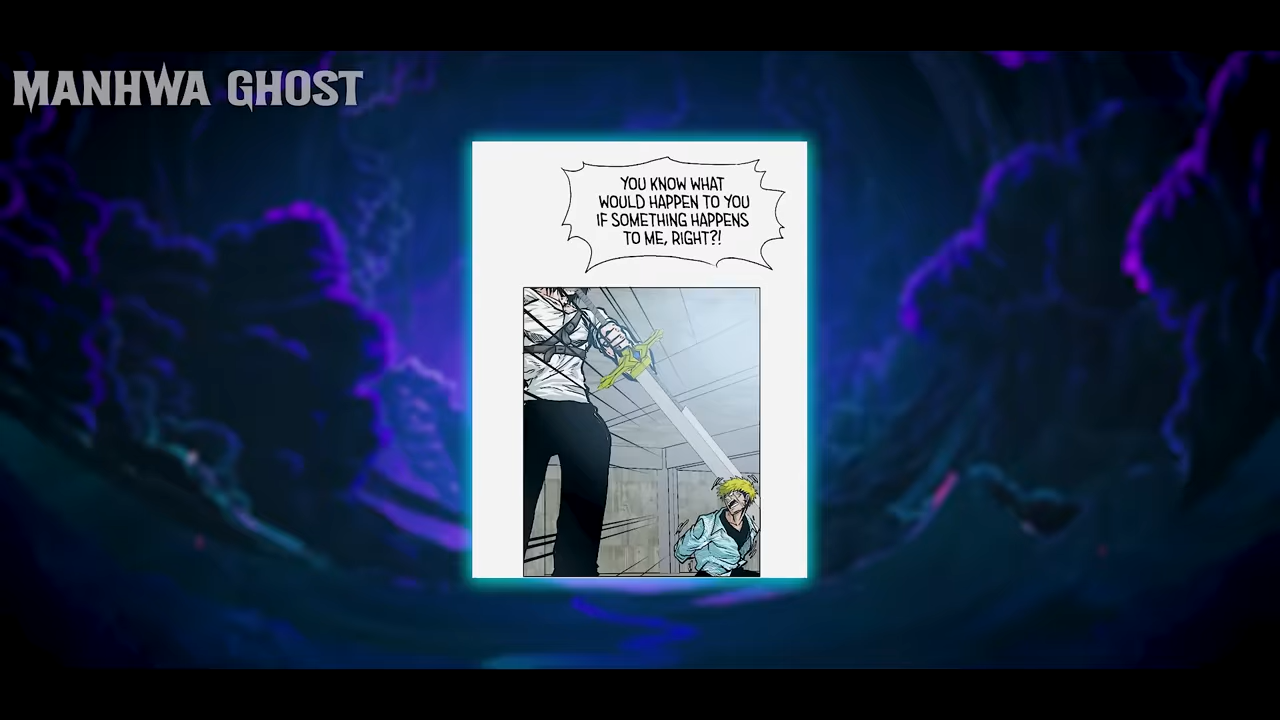 MANHWA GHOST
YOU KNOW WHAT
WOULD HAPPEN TO YOU
IF SOMETHING HAPPENS
TO ME, RIGHT?!